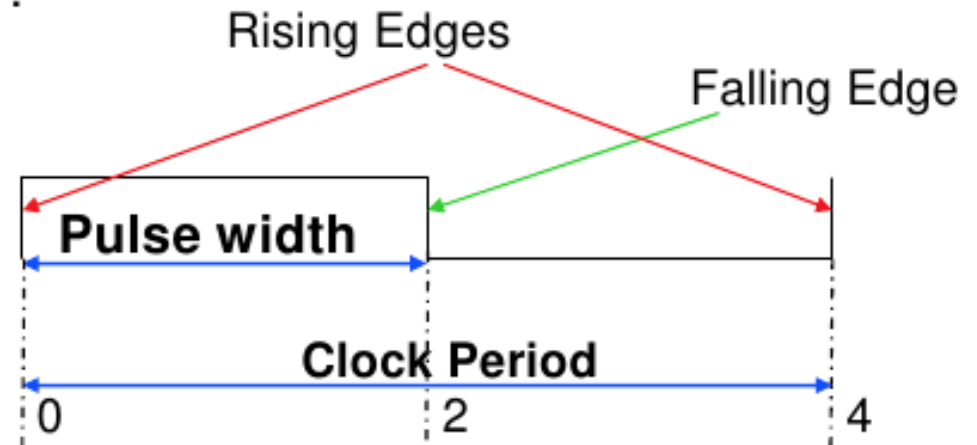 Rising Edges
Falling Edge
Pulse width
Clock Period
0 2 4